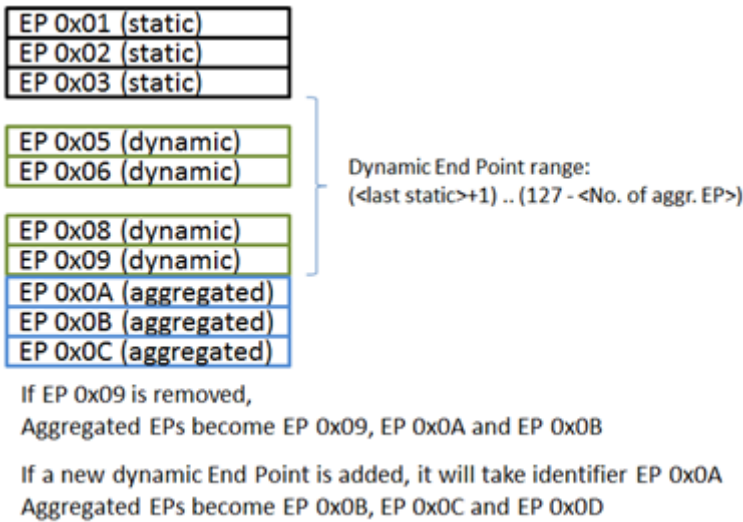 EP 0x01 (static)
EP 0x02 (static)
EP 0x03 (static)
EP 0x05 (dynamic)
EP 0x06 (dynamic)
Dynamic End Point range:
(<last static>+1) .. (127 - <No. of aggr. EP>)
EP 0x08 (dynamic)
EP 0x09 (dynamic)
EP 0x0A (aggregated)
EP 0x0B (aggregated)
EP 0x0C (aggregated)
If EP 0x09 is removed,
Aggregated EPs become EP 0x09, EP 0x0A and EP 0x0B
If a new dynamic End Point is added, it will take identifier EP 0x0A
Aggregated EPs become EP 0x0B, EP 0x0C and EP 0x0D